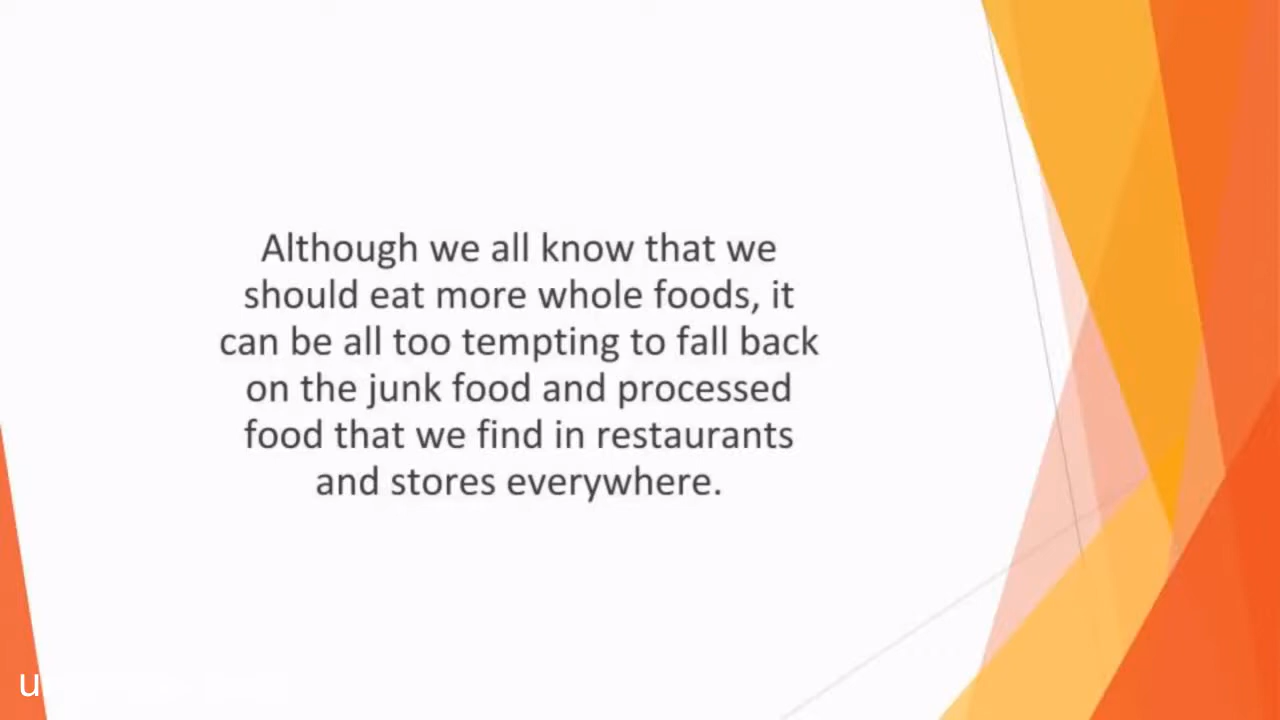 Although we all know that we
should eat more whole foods, it
can be all too tempting to fall back
on the junk food and processed
food that we find in restaurants
and stores everywhere.